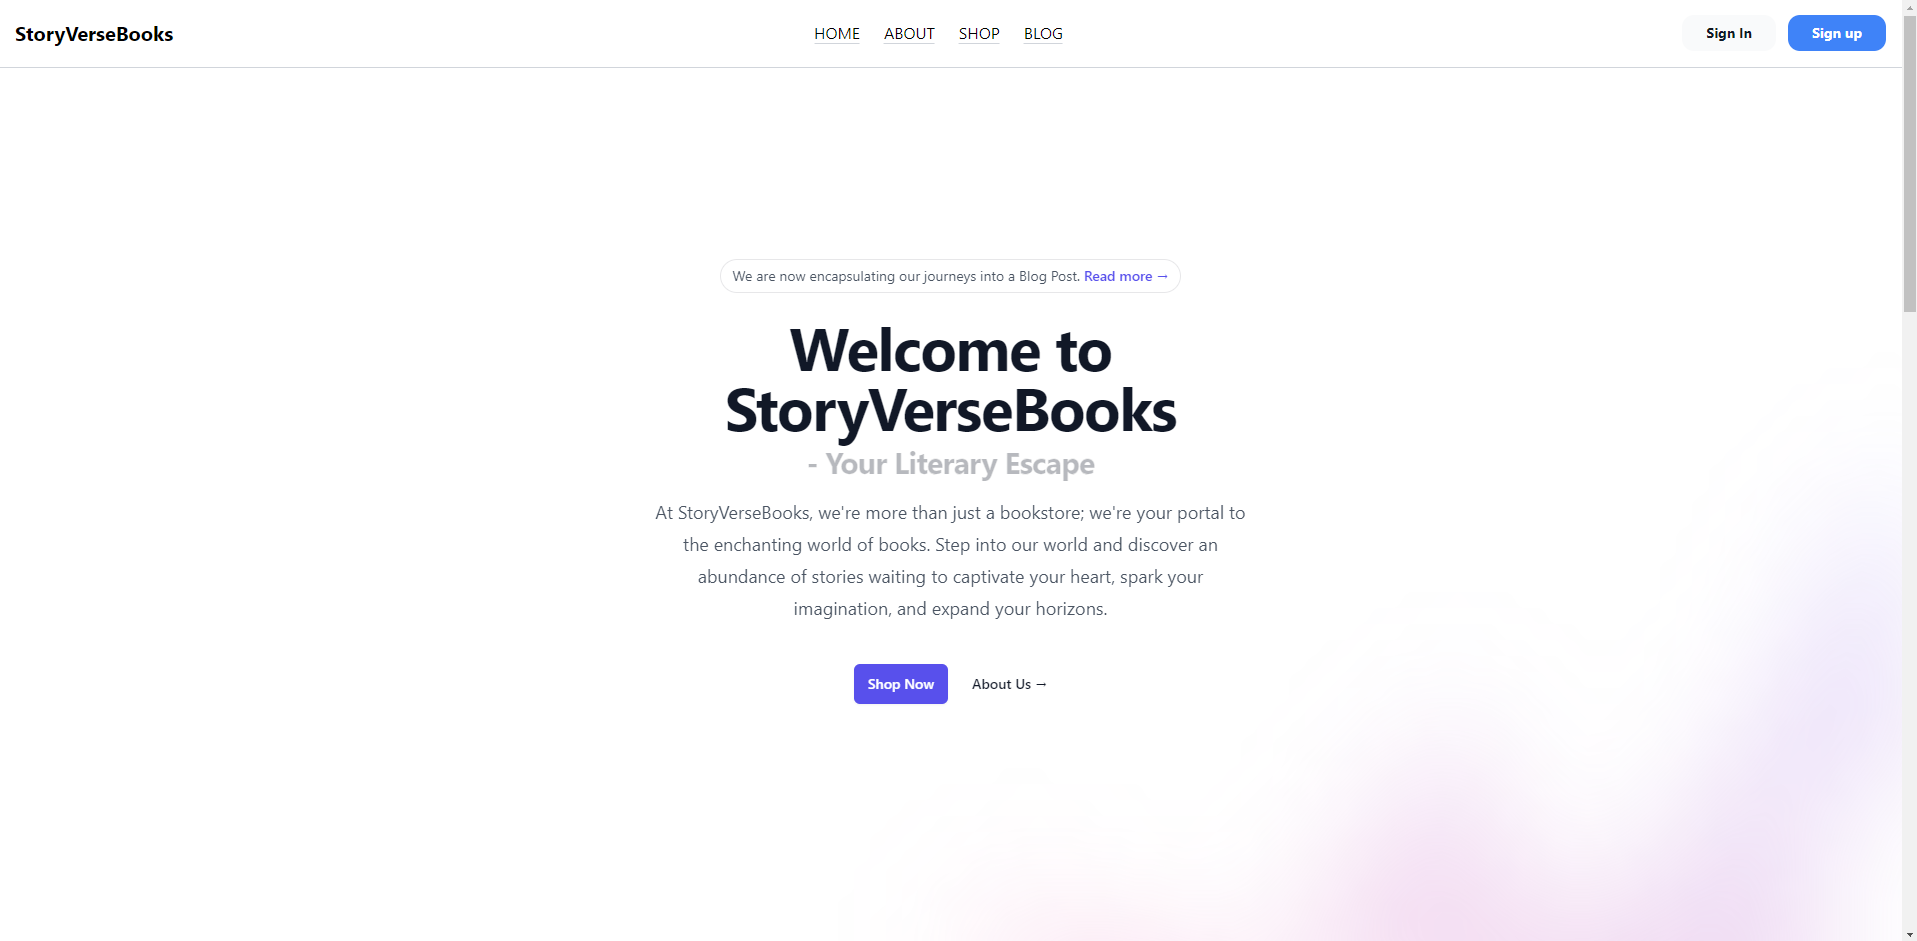 StoryVerseBooks
HOME ABOUT SHOP BLOG
Sign In
Sign up
We are now encapsulating our journeys into a Blog Post. Read more →
Welcome to
StoryVerseBooks
- Your Literary Escape
At StoryVerseBooks, we're more than just a bookstore; we're your portal to
the enchanting world of books. Step into our world and discover an
abundance of stories waiting to captivate your heart, spark your
imagination, and expand your horizons.
Shop Now
About Us →